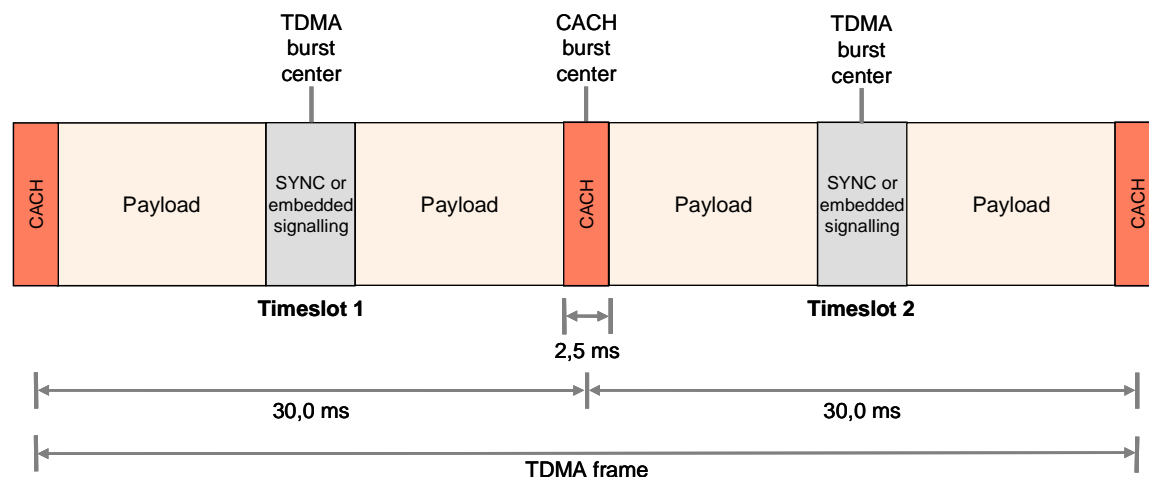 TDMA
burst
center
CACH
burst
center
TDMA
burst
center
CACH
Payload
SYNC or
embedded
signalling
Payload
CACH
Payload
SYNC or
embedded
signalling
Payload
CACH
Timeslot 1
Timeslot 2
2,5 ms
30,0 ms
30,0 ms
TDMA frame